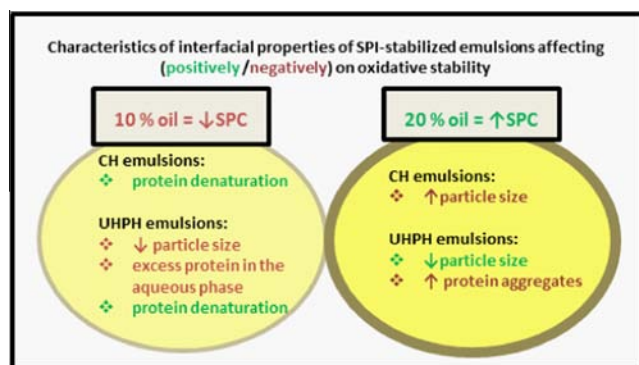 Characteristics of interfacial properties of SPI-stabilized emulsions affecting
(positively/negatively) on oxidative stability
10 % oil = ↓SPC
CH emulsions:
❖ protein denaturation
UHPH emulsions:
❖ ↓ particle size
❖ excess protein in the
aqueous phase
❖ protein denaturation
20 % oil = ↑SPC
CH emulsions:
❖ ↑particle size
UHPH emulsions:
❖ ↓particle size
❖ ↑ protein aggregates